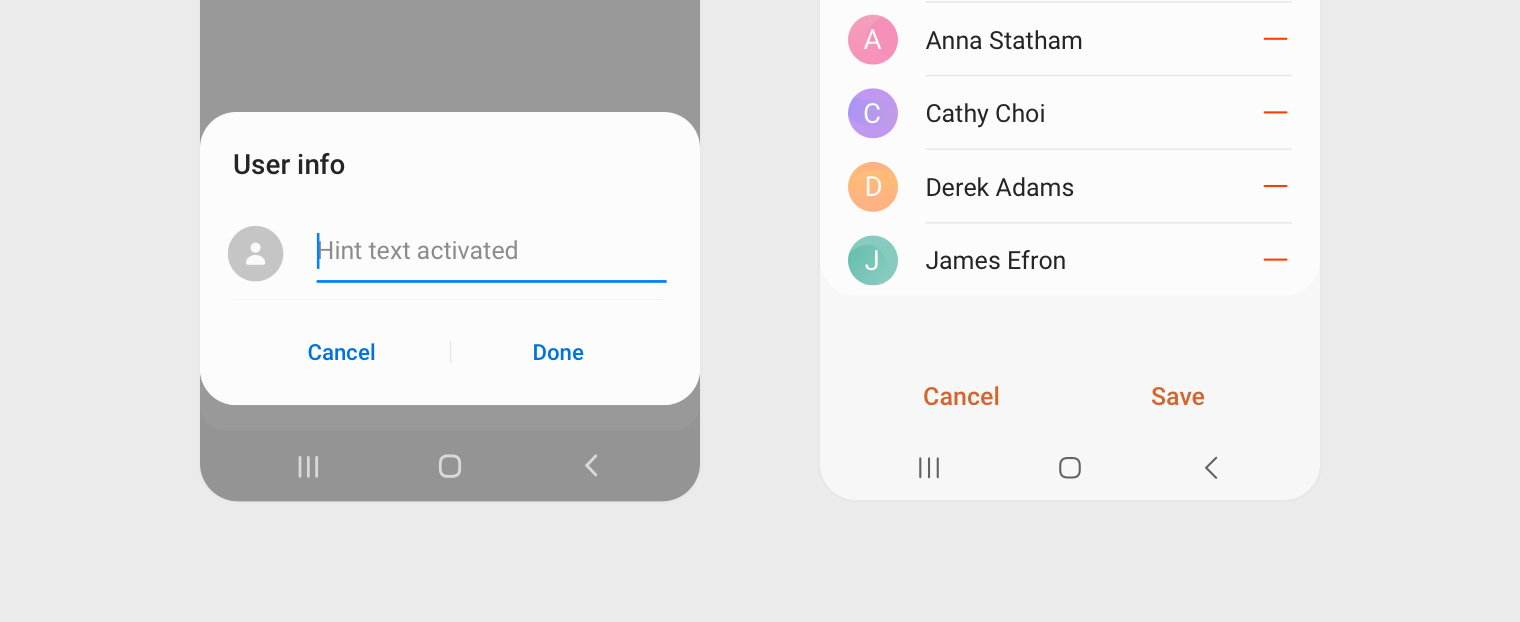 User info
Hint text activated
Cancel
Done
A
Anna Statham
C
Cathy Choi
D
Derek Adams
J
James Efron
Cancel
Save